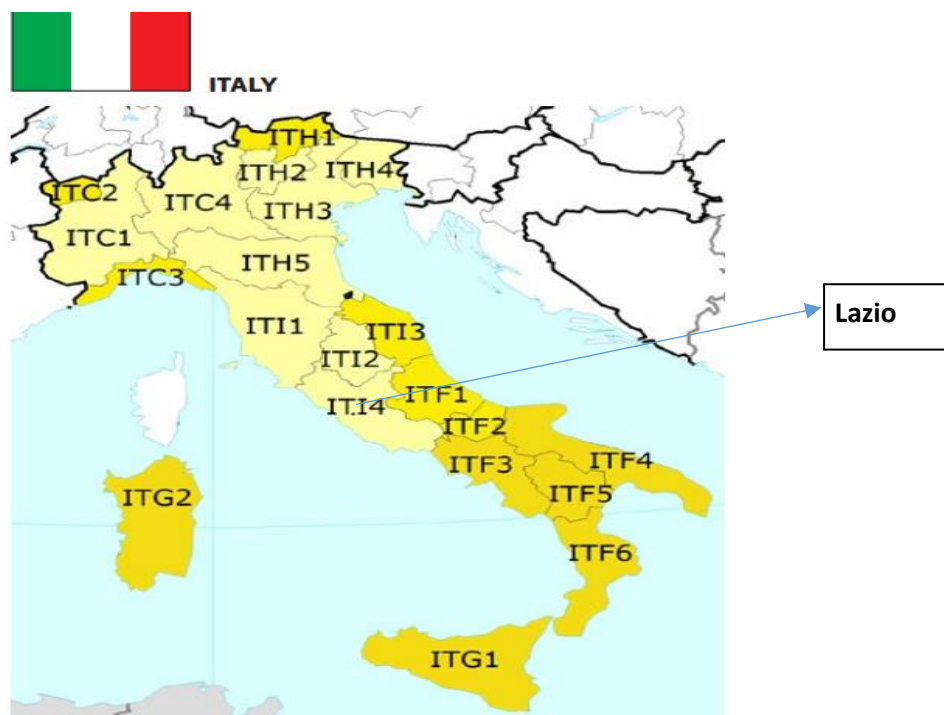 ITALY
ITH1
ITH2
ITH4
ITC2
ITC4
ITH3
ITC1
ITH5
ITC3
ITI3
Lazio
ITI1
ITI2
ITF1
ITI4
ITF2
ITF3
ITF4
ITF5
ITG2
ITF6
ITG1